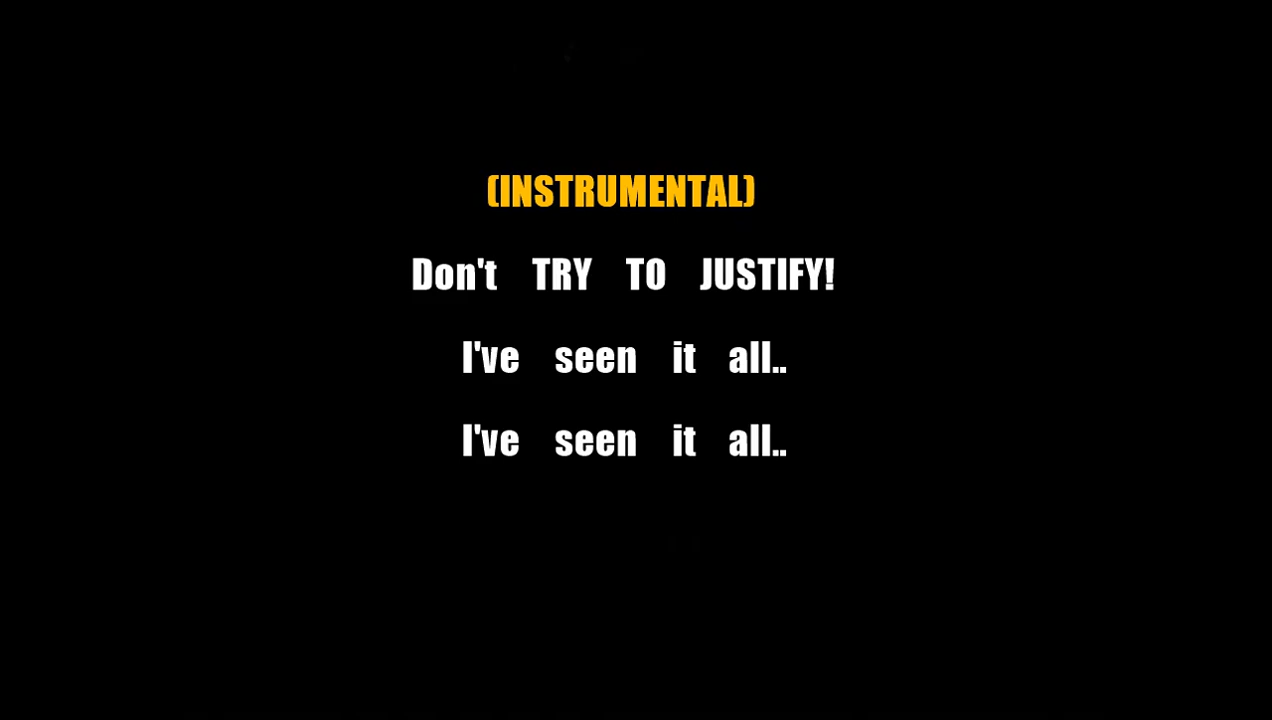 (INSTRUMENTAL)
Don't TRY TO JUSTIFY!
I've seen it all..
I've seen it all..